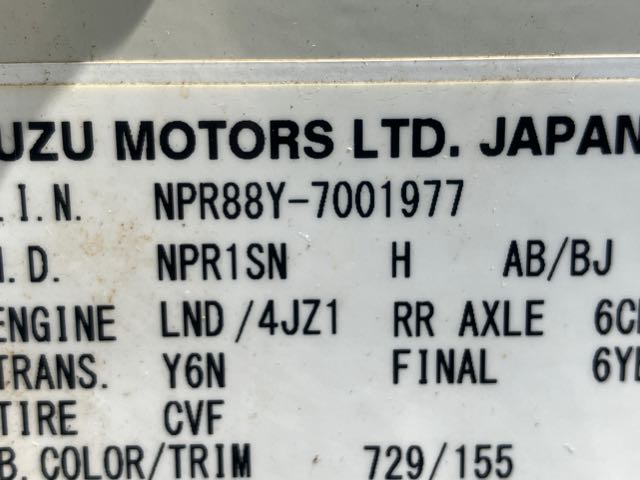 UZU MOTORS LTD. JAPAN
.I.N. NPR88Y-7001977
.D. NPR1SN H AB/BJ
ENGINE LND/4JZ1 RR AXLE 6C
TRANS. Y6N FINAL 6Y
TIRE CVF
B.COLOR/TRIM 729/155